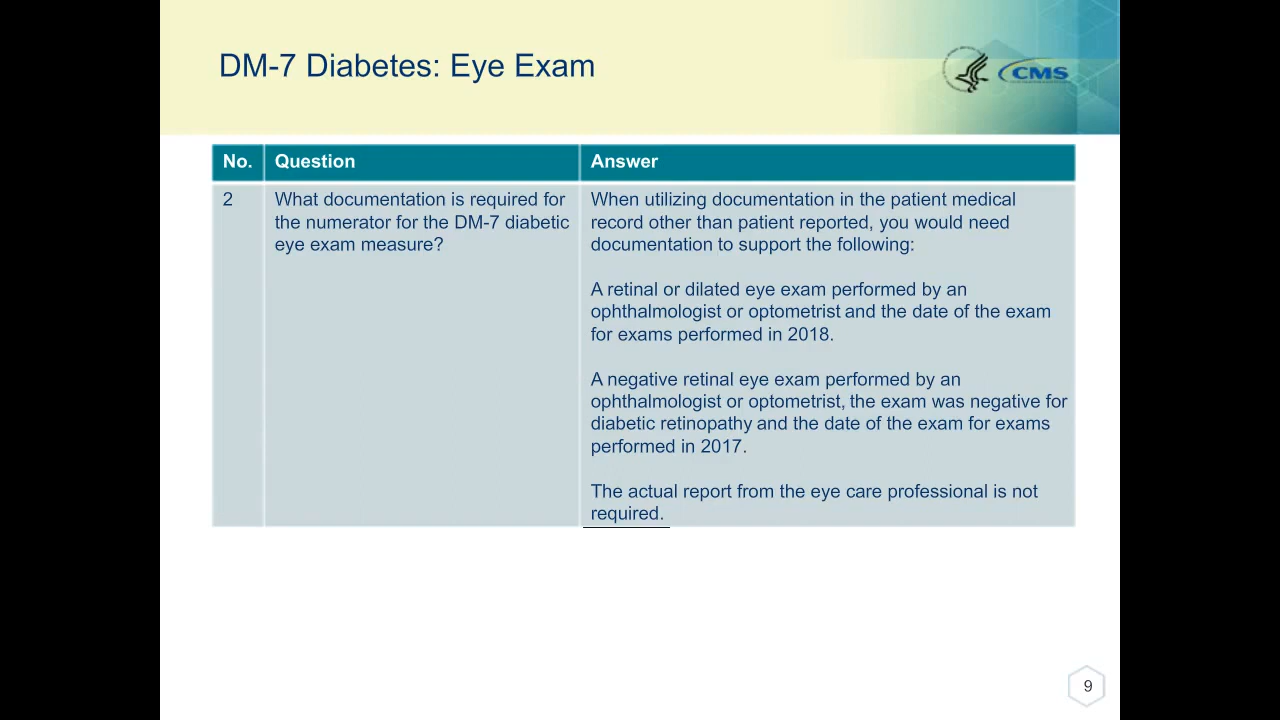 DM-7 Diabetes: Eye Exam
CMS
No. Question Answer
2 What documentation is required for
the numerator for the DM-7 diabetic
eye exam measure?
When utilizing documentation in the patient medical
record other than patient reported, you would need
documentation to support the following:
A retinal or dilated eye exam performed by an
ophthalmologist or optometrist and the date of the exam
for exams performed in 2018.
A negative retinal eye exam performed by an
ophthalmologist or optometrist, the exam was negative for
diabetic retinopathy and the date of the exam for exams
performed in 2017.
The actual report from the eye care professional is not
required.
9